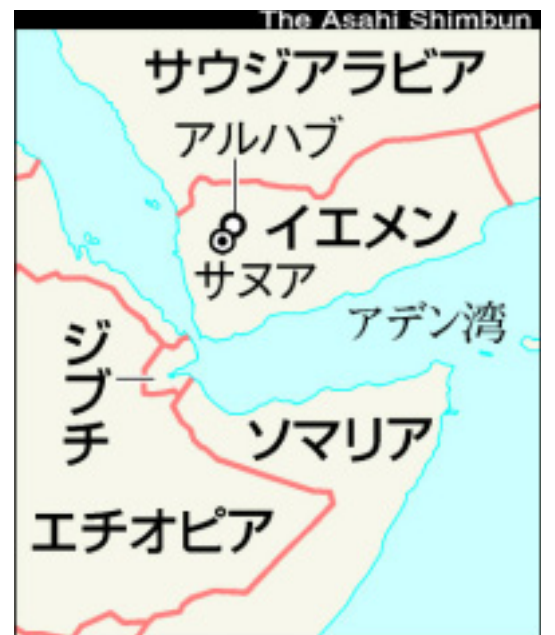 The Asahi Shimbun
サウジアラビア
アルハブ
イエメン
サヌア
アデン湾
ジブチ
ソマリア
エチオピア